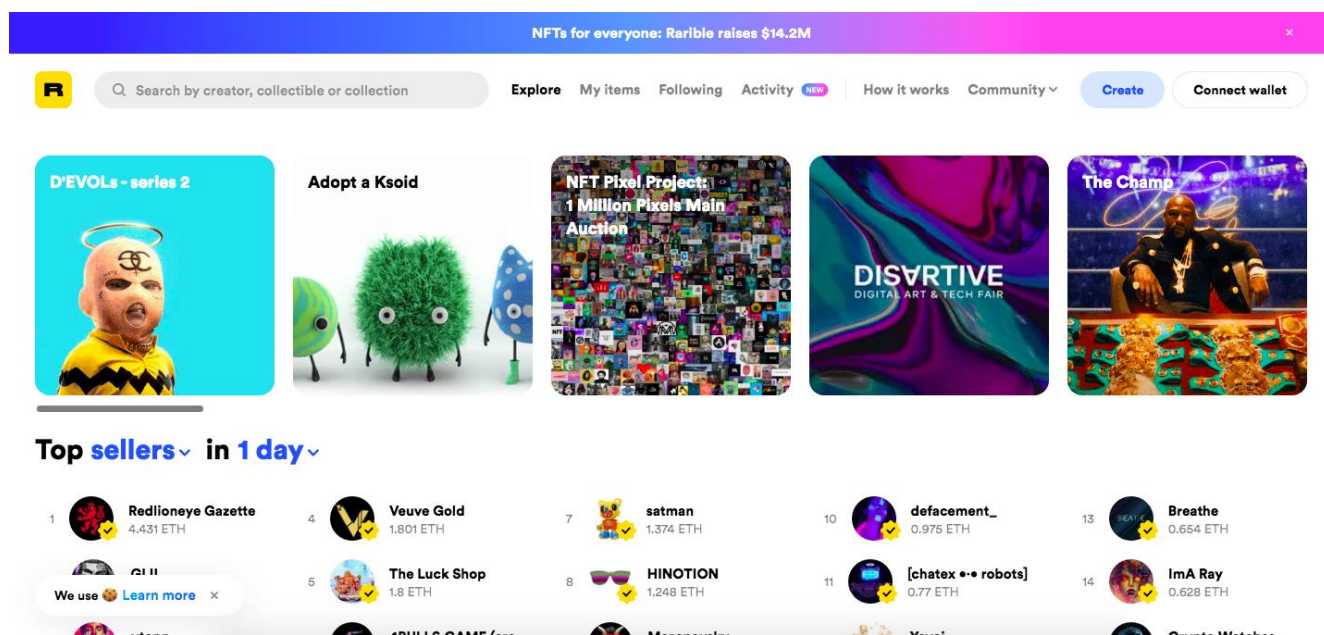 NFTs for everyone: Rarible raises $14.2M ×
R
Search by creator, collectible or collection
Explore My items Following Activity NEW How it works Community Create Connect wallet
D'EVOLs - series 2
Adopt a Ksoid
NFT Pixel Project:
1 Million Pixels Main
Auction
DIS∀RTIVE
DIGITAL ART & TECH FAIR
The Champ
Top sellers in 1 day
1 Redlioneye Gazette
4.431 ETH
4 Veuve Gold
1.801 ETH
7 satman
1.374 ETH
10 defacement_
0.975 ETH
13 Breathe
0.654 ETH
5 The Luck Shop
1.8 ETH
8 HINOTION
1.248 ETH
11 [chatex •-• robots]
0.77 ETH
14 ImA Ray
0.628 ETH
We use 🍪 Learn more ×